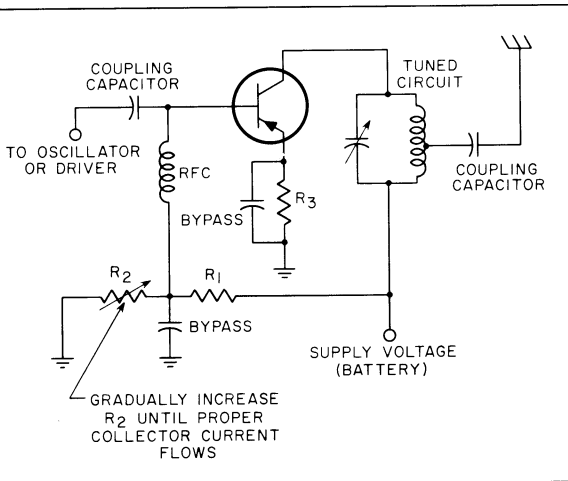 COUPLING
CAPACITOR
TUNED
CIRCUIT
TO OSCILLATOR
OR DRIVER
RFC
COUPLING
CAPACITOR
BYPASS
R3
R2
R1
BYPASS
SUPPLY VOLTAGE
(BATTERY)
GRADUALLY INCREASE
R2 UNTIL PROPER
COLLECTOR CURRENT
FLOWS